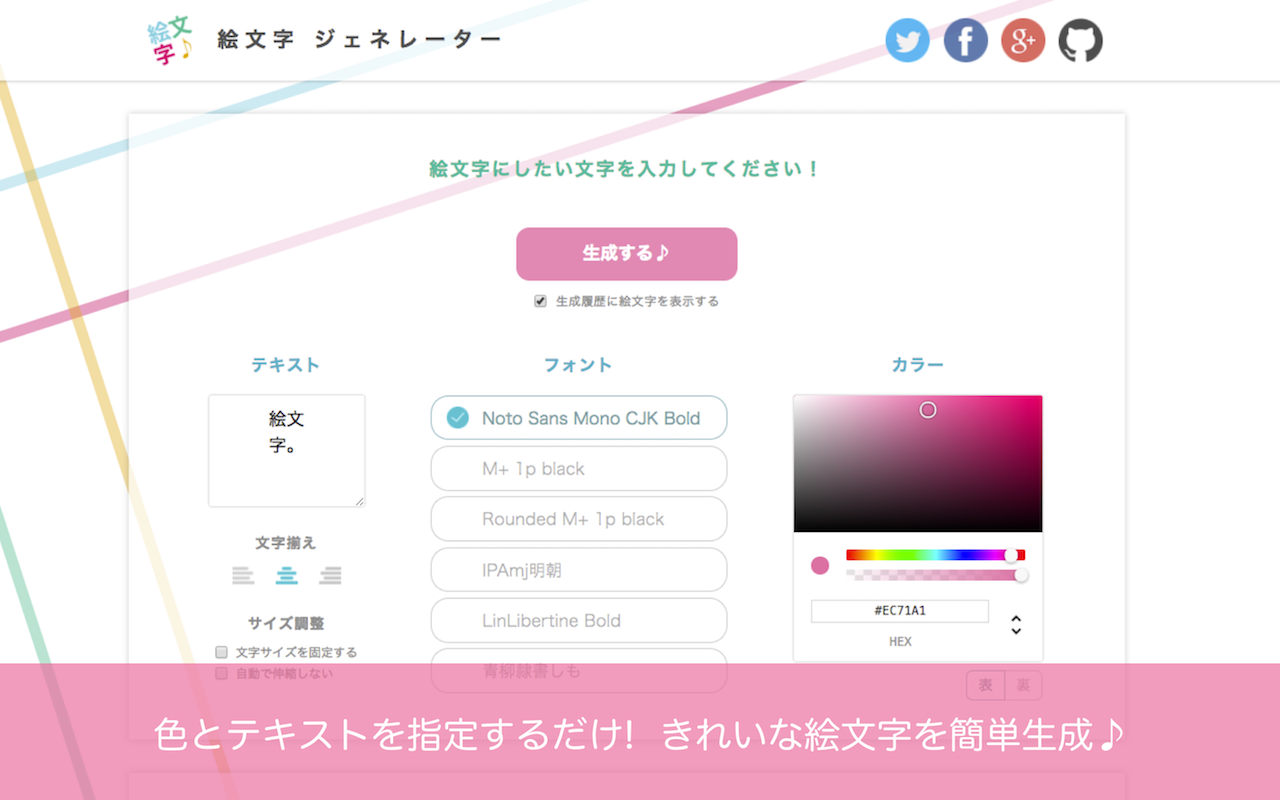 絵文
字♪
絵文字 ジェネレーター
絵文字にしたい文字を入力してください！
生成する♪
生成履歴に絵文字を表示する
テキスト
フォント
カラー
絵文
字。
Noto Sans Mono CJK Bold
M+ 1p black
Rounded M+ 1p black
IPAmj明朝
LinLibertine Bold
青柳隷書しも
文字揃え
サイズ調整
文字サイズを固定する
自動で伸縮しない
#EC71A1
HEX
表 裏
色とテキストを指定するだけ! きれいな絵文字を簡単生成♪